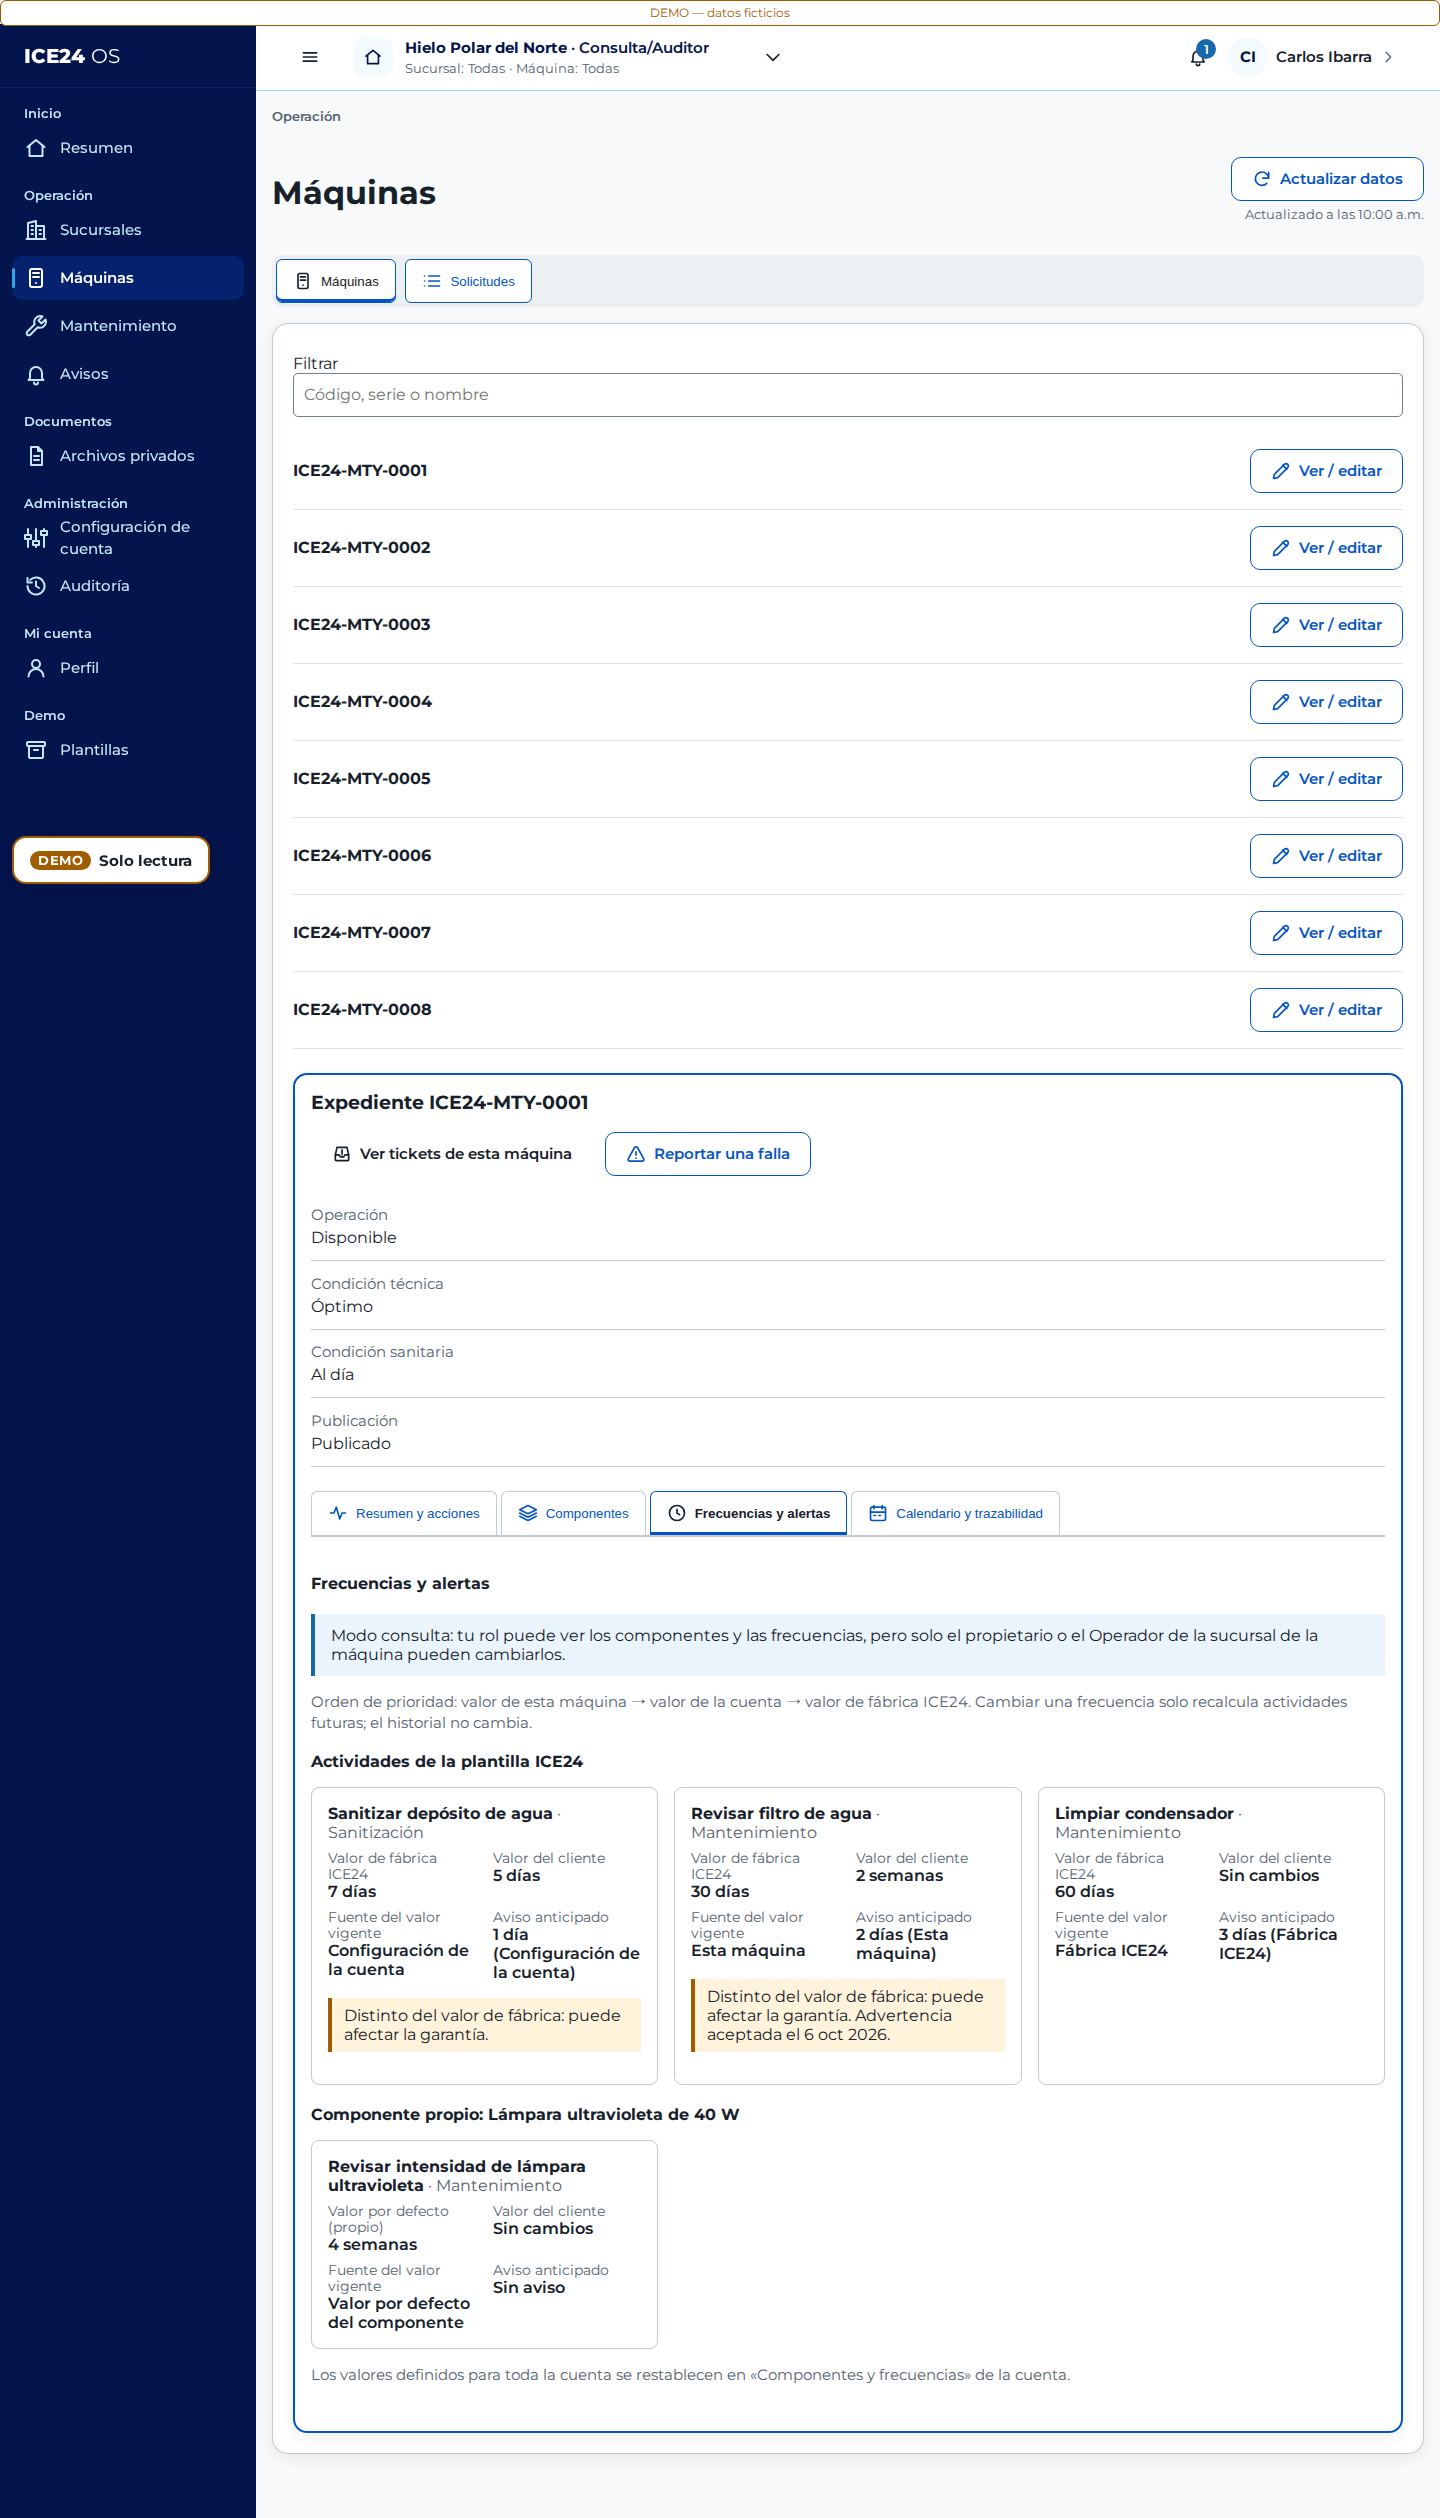 DEMO — datos ficticios
ICE24 OS
Inicio
Resumen
Operación
Sucursales
Máquinas
Mantenimiento
Avisos
Documentos
Archivos privados
Administración
Configuración de
cuenta
Auditoría
Mi cuenta
Perfil
Demo
Plantillas
DEMO Solo lectura
Hielo Polar del Norte · Consulta/Auditor
Sucursal: Todas · Máquina: Todas
1
CI Carlos Ibarra
Operación
Máquinas
Actualizar datos
Actualizado a las 10:00 a.m.
Máquinas Solicitudes
Filtrar
Código, serie o nombre
ICE24-MTY-0001 Ver / editar
ICE24-MTY-0002 Ver / editar
ICE24-MTY-0003 Ver / editar
ICE24-MTY-0004 Ver / editar
ICE24-MTY-0005 Ver / editar
ICE24-MTY-0006 Ver / editar
ICE24-MTY-0007 Ver / editar
ICE24-MTY-0008 Ver / editar
Expediente ICE24-MTY-0001
Ver tickets de esta máquina Reportar una falla
Operación
Disponible
Condición técnica
Óptimo
Condición sanitaria
Al día
Publicación
Publicado
Resumen y acciones Componentes Frecuencias y alertas Calendario y trazabilidad
Frecuencias y alertas
Modo consulta: tu rol puede ver los componentes y las frecuencias, pero solo el propietario o el Operador de la sucursal de la
máquina pueden cambiarlos.
Orden de prioridad: valor de esta máquina → valor de la cuenta → valor de fábrica ICE24. Cambiar una frecuencia solo recalcula actividades
futuras; el historial no cambia.
Actividades de la plantilla ICE24
Sanitizar depósito de agua ·
Sanitización
Valor de fábrica
ICE24
7 días
Valor del cliente
5 días
Fuente del valor
vigente
Configuración de
la cuenta
Aviso anticipado
1 día
(Configuración de
la cuenta)
Distinto del valor de fábrica: puede
afectar la garantía.
Revisar filtro de agua ·
Mantenimiento
Valor de fábrica
ICE24
30 días
Valor del cliente
2 semanas
Fuente del valor
vigente
Esta máquina
Aviso anticipado
2 días (Esta
máquina)
Distinto del valor de fábrica: puede
afectar la garantía. Advertencia
aceptada el 6 oct 2026.
Limpiar condensador ·
Mantenimiento
Valor de fábrica
ICE24
60 días
Valor del cliente
Sin cambios
Fuente del valor
vigente
Fábrica ICE24
Aviso anticipado
3 días (Fábrica
ICE24)
Componente propio: Lámpara ultravioleta de 40 W
Revisar intensidad de lámpara
ultravioleta · Mantenimiento
Valor por defecto
(propio)
4 semanas
Valor del cliente
Sin cambios
Fuente del valor
vigente
Valor por defecto
del componente
Aviso anticipado
Sin aviso
Los valores definidos para toda la cuenta se restablecen en «Componentes y frecuencias» de la cuenta.